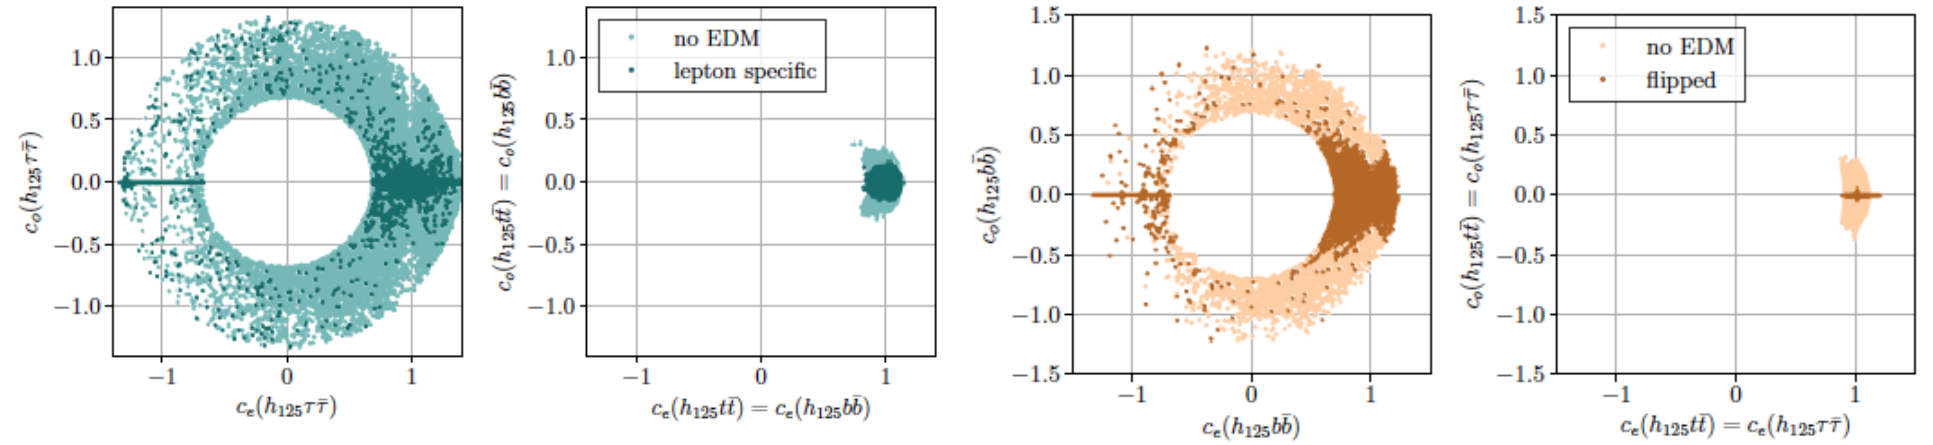 1.0
0.5
0.0
−0.5
−1.0
c_o(h_125 τ τ̄)
−1 0 1
c_e(h_125 τ τ̄)
no EDM
lepton specific
1.0
0.5
0.0
−0.5
−1.0
c_o(h_125 t t̄) = c_o(h_125 b b̄)
−1 0 1
c_e(h_125 t t̄) = c_e(h_125 b b̄)
1.5
1.0
0.5
0.0
−0.5
−1.0
−1.5
c_o(h_125 b b̄)
−1 0 1
c_e(h_125 b b̄)
no EDM
flipped
1.5
1.0
0.5
0.0
−0.5
−1.0
−1.5
c_o(h_125 t t̄) = c_o(h_125 τ τ̄)
−1 0 1
c_e(h_125 t t̄) = c_e(h_125 τ τ̄)